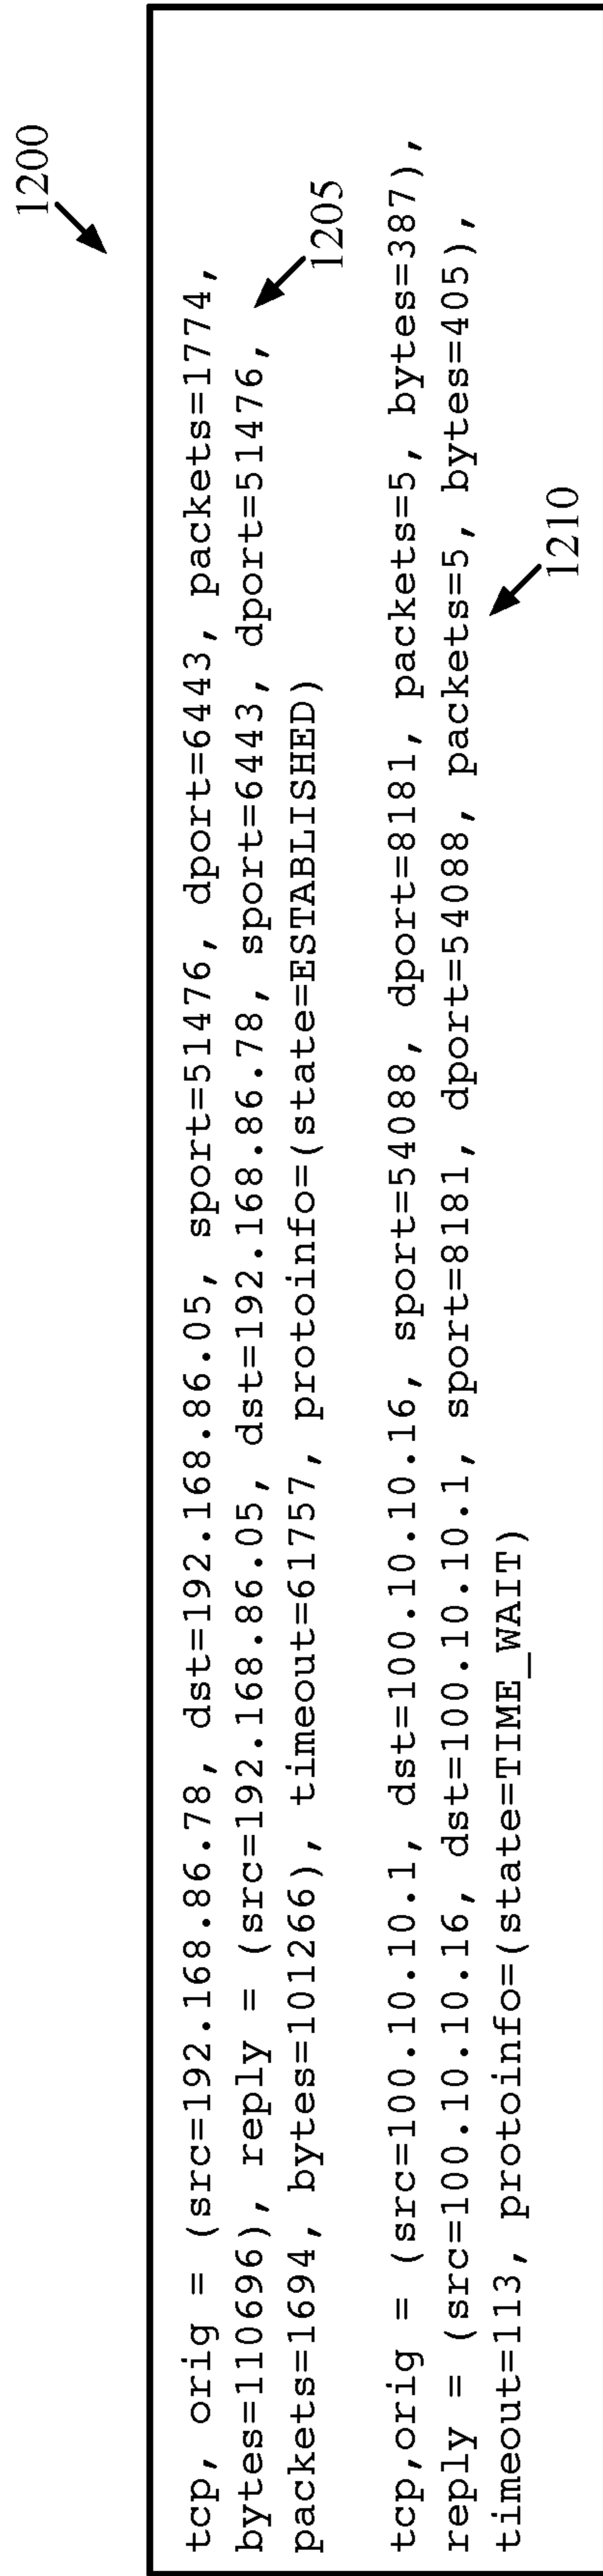 1200
tcp, orig = (src=192.168.86.78, dst=192.168.86.05, sport=51476, dport=6443, packets=1774,
bytes=110696), reply = (src=192.168.86.05, dst=192.168.86.78, sport=6443, dport=51476,
packets=1694, bytes=101266), timeout=61757, protoinfo=(state=ESTABLISHED)
1205
tcp,orig = (src=100.10.10.1, dst=100.10.10.16, sport=54088, dport=8181, packets=5, bytes=387),
reply = (src=100.10.10.16, dst=100.10.10.1, sport=8181, dport=54088, packets=5, bytes=405),
timeout=113, protoinfo=(state=TIME_WAIT)
1210